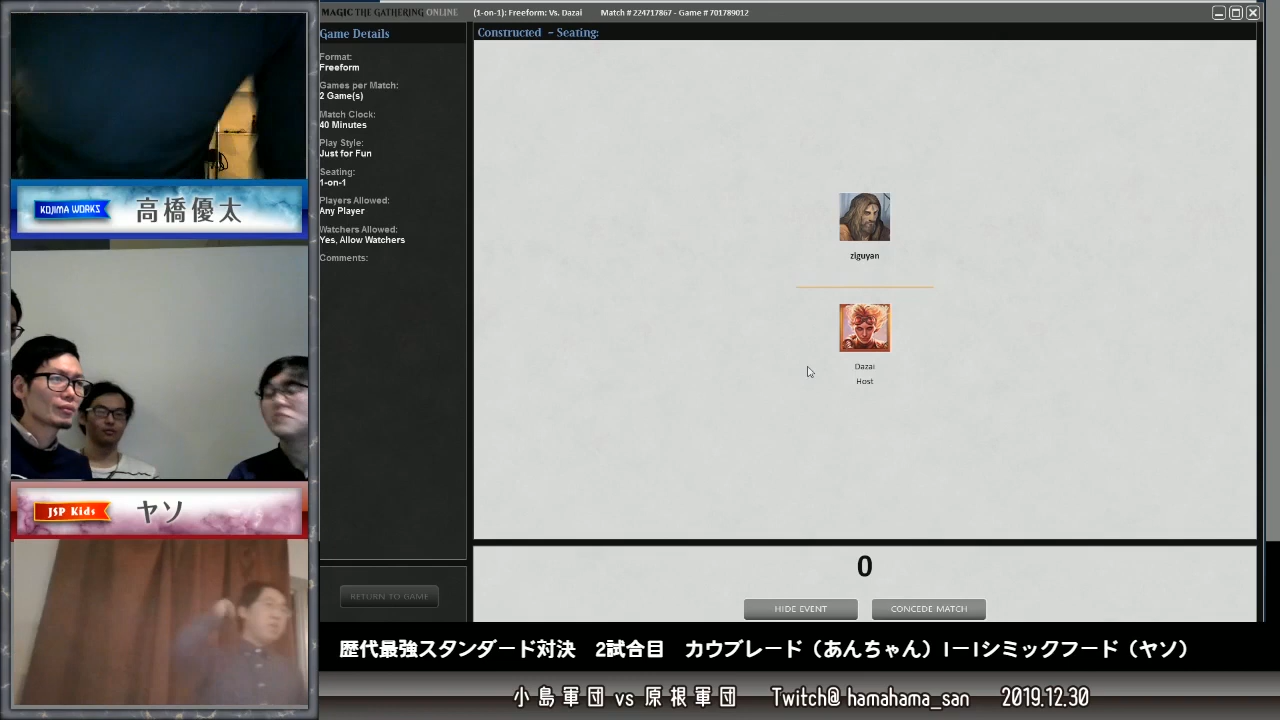 MAGIC THE GATHERING ONLINE (1-on-1): Freeform: Vs. Dazai Match # 224717867 - Game # 701789012
Game Details
Format:
Freeform
Games per Match:
2 Game(s)
Match Clock:
40 Minutes
Play Style:
Just for Fun
Seating:
1-on-1
Players Allowed:
Any Player
Watchers Allowed:
Yes, Allow Watchers
Comments:
RETURN TO GAME
Constructed - Seating:
ziguyan
Dazai
Host
0
HIDE EVENT CONCEDE MATCH
KOJIMA WORKS 高橋優太
JSP Kids ヤソ
歴代最強スタンダード対決 2試合目 カウブレード（あんちゃん）1ー1シミックフード（ヤソ）
小島軍団 vs 原根軍団 Twitch@ hamahama_san 2019.12.30